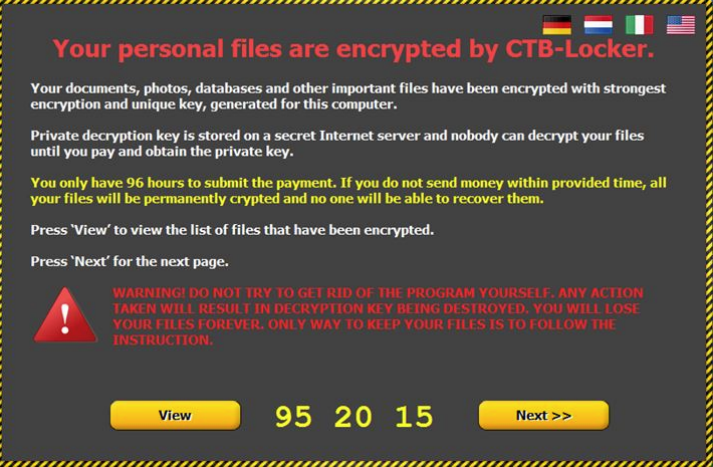 Your personal files are encrypted by CTB-Locker.
Your documents, photos, databases and other important files have been encrypted with strongest
encryption and unique key, generated for this computer.
Private decryption key is stored on a secret Internet server and nobody can decrypt your files
until you pay and obtain the private key.
You only have 96 hours to submit the payment. If you do not send money within provided time, all
your files will be permanently crypted and no one will be able to recover them.
Press 'View' to view the list of files that have been encrypted.
Press 'Next' for the next page.
WARNING! DO NOT TRY TO GET RID OF THE PROGRAM YOURSELF. ANY ACTION
TAKEN WILL RESULT IN DECRYPTION KEY BEING DESTROYED. YOU WILL LOSE
YOUR FILES FOREVER. ONLY WAY TO KEEP YOUR FILES IS TO FOLLOW THE
INSTRUCTION.
View 95 20 15 Next >>